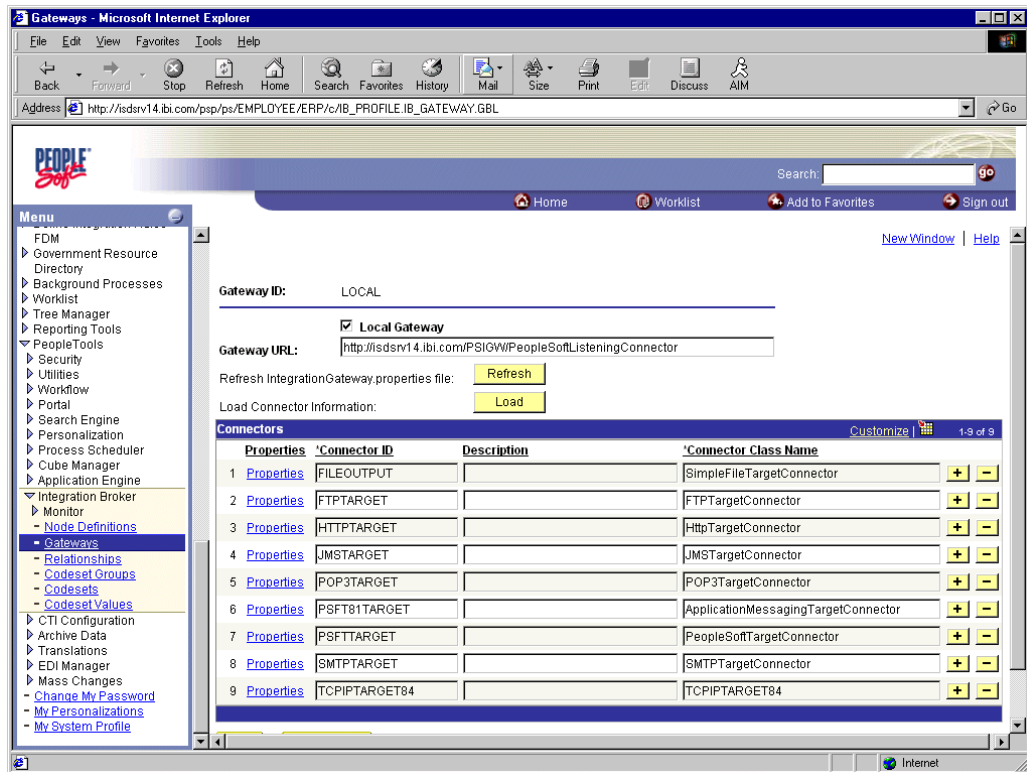 Gateways - Microsoft Internet Explorer
File Edit View Favorites Tools Help
Back Forward Stop Refresh Home Search Favorites History Mail Size Print Edit Discuss AIM
Address http://isdsrv14.ibi.com/psp/ps/EMPLOYEE/ERP/c/IB_PROFILE.IB_GATEWAY.GBL Go
PEOPLE
Soft
Search: go
Home Worklist Add to Favorites Sign out
Menu
FDM
Government Resource
Directory
Background Processes
Worklist
Tree Manager
Reporting Tools
PeopleTools
Security
Utilities
Workflow
Portal
Search Engine
Personalization
Process Scheduler
Cube Manager
Application Engine
Integration Broker
Monitor
Node Definitions
Gateways
Relationships
Codeset Groups
Codesets
Codeset Values
CTI Configuration
Archive Data
Translations
EDI Manager
Mass Changes
Change My Password
My Personalizations
My System Profile
New Window | Help
Gateway ID: LOCAL
Local Gateway
Gateway URL: http://isdsrv14.ibi.com/PSIGW/PeopleSoftListeningConnector
Refresh IntegrationGateway.properties file: Refresh
Load Connector Information: Load
Connectors Customize | 1-9 of 9
Properties *Connector ID Description *Connector Class Name
1 Properties FILEOUTPUT SimpleFileTargetConnector + -
2 Properties FTPTARGET FTPTargetConnector + -
3 Properties HTTPTARGET HttpTargetConnector + -
4 Properties JMSTARGET JMSTargetConnector + -
5 Properties POP3TARGET POP3TargetConnector + -
6 Properties PSFT81TARGET ApplicationMessagingTargetConnector + -
7 Properties PSFTTARGET PeopleSoftTargetConnector + -
8 Properties SMTPTARGET SMTPTargetConnector + -
9 Properties TCPIPTARGET84 TCPIPTARGET84 + -
Internet